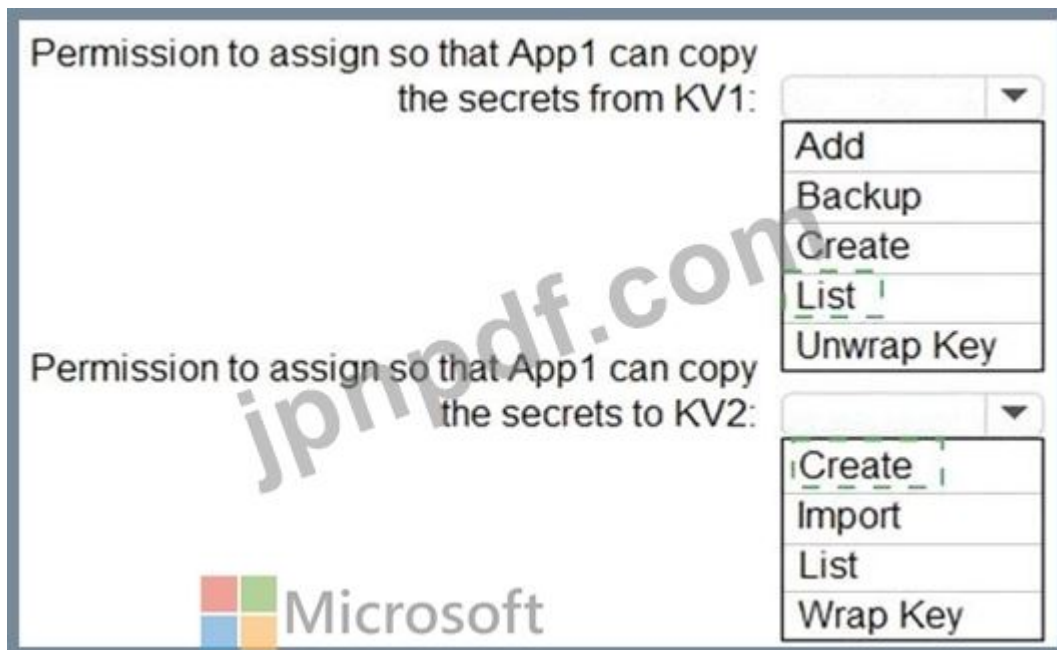 Permission to assign so that App1 can copy
the secrets from KV1:
Add
Backup
Create
List
Unwrap Key
Permission to assign so that App1 can copy
the secrets to KV2:
Create
Import
List
Wrap Key
jpnpdf.com
Microsoft